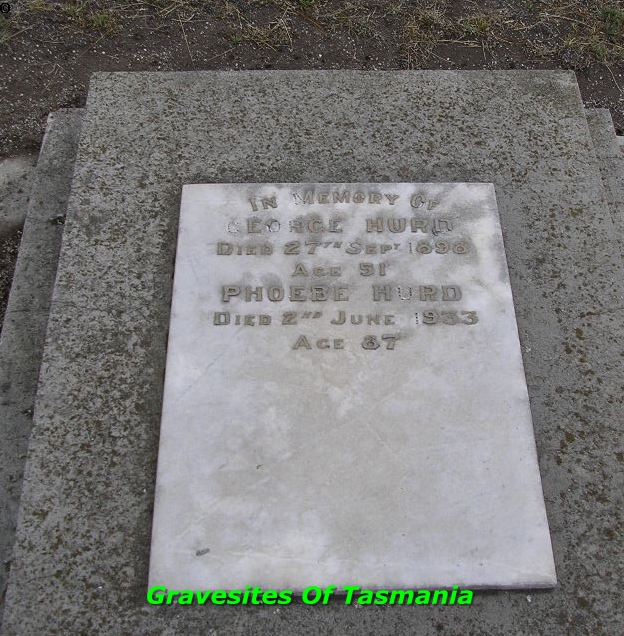 IN MEMORY OF
GEORGE HURD
DIED 27TH SEPT 1898
AGE 51
PHOEBE HURD
DIED 2ND JUNE 1933
AGE 87
Gravesites Of Tasmania